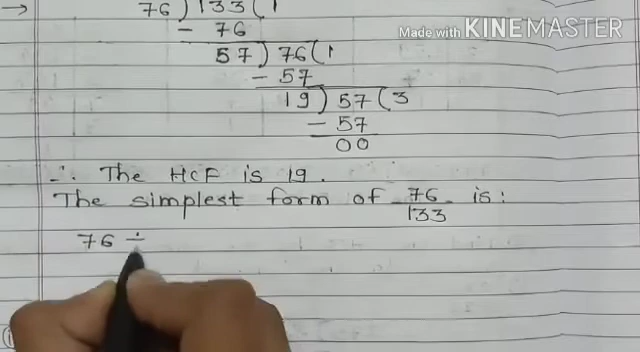 → 76 ) 133 ( 1
Made with KINEMASTER
- 76
57 ) 76 ( 1
- 57
19 ) 57 ( 3
- 57
00
∴ The HCF is 19.
The simplest form of 76/133 is:
76 ÷